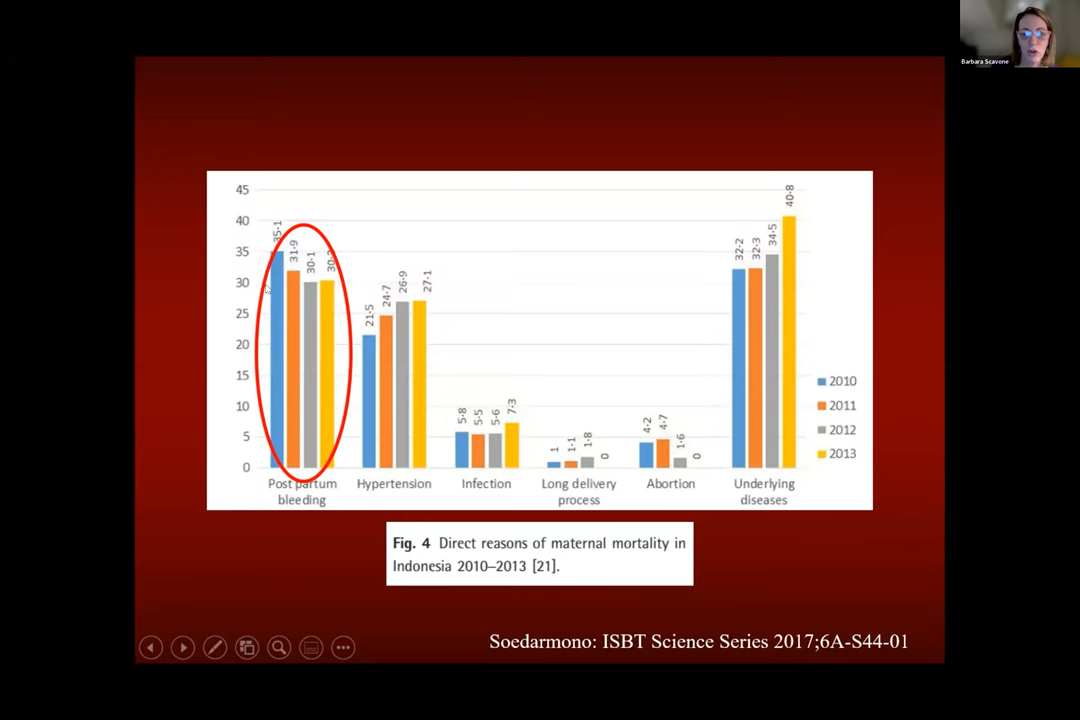 Barbara Scavone
45
40
35
30
25
20
15
10
5
0
35·1
31·9
30·1
21·5
24·7
26·9
27·1
5·8
5·5
5·6
7·3
1
1·1
1·8
0
4·2
4·7
1·6
0
32·2
32·3
34·5
40·8
Post partum
bleeding
Hypertension
Infection
Long delivery
process
Abortion
Underlying
diseases
2010
2011
2012
2013
Fig. 4 Direct reasons of maternal mortality in
Indonesia 2010–2013 [21].
Soedarmono: ISBT Science Series 2017;6A-S44-01